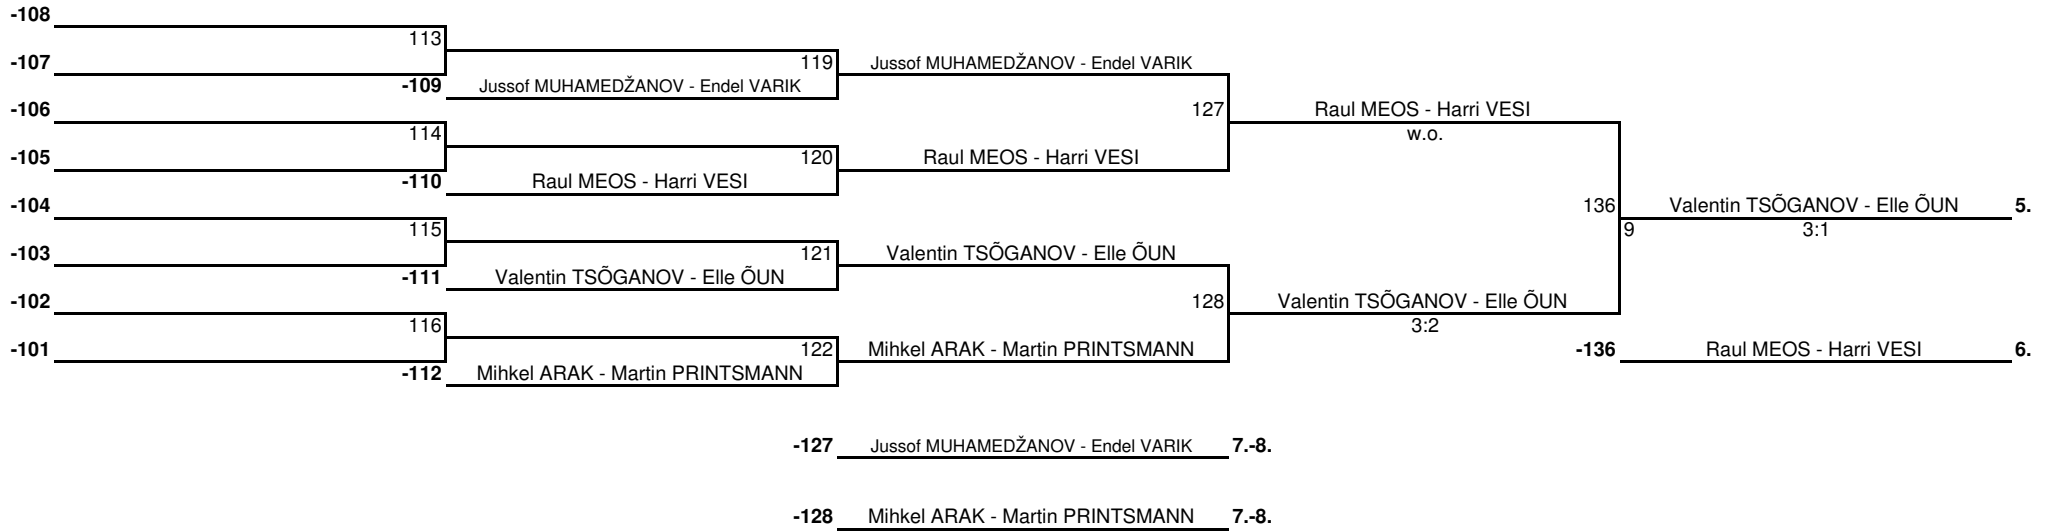 -108
113
-107
119 Jussof MUHAMEDŽANOV - Endel VARIK
-109 Jussof MUHAMEDŽANOV - Endel VARIK
-106
127 Raul MEOS - Harri VESI
114
w.o.
-105
120 Raul MEOS - Harri VESI
-110 Raul MEOS - Harri VESI
-104
136 Valentin TSÕGANOV - Elle ÕUN 5.
115
9 3:1
-103
121 Valentin TSÕGANOV - Elle ÕUN
-111 Valentin TSÕGANOV - Elle ÕUN
-102
128 Valentin TSÕGANOV - Elle ÕUN
116
3:2
-101
122 Mihkel ARAK - Martin PRINTSMANN
-136 Raul MEOS - Harri VESI 6.
-112 Mihkel ARAK - Martin PRINTSMANN
-127 Jussof MUHAMEDŽANOV - Endel VARIK 7.-8.
-128 Mihkel ARAK - Martin PRINTSMANN 7.-8.